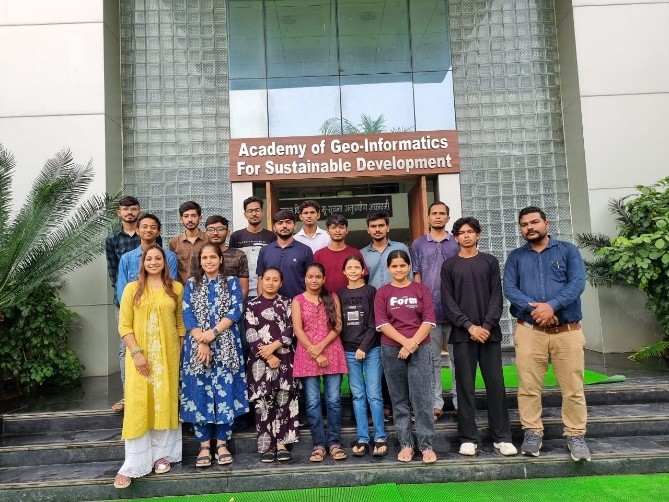 Academy of Geo-Informatics
For Sustainable Development
Form